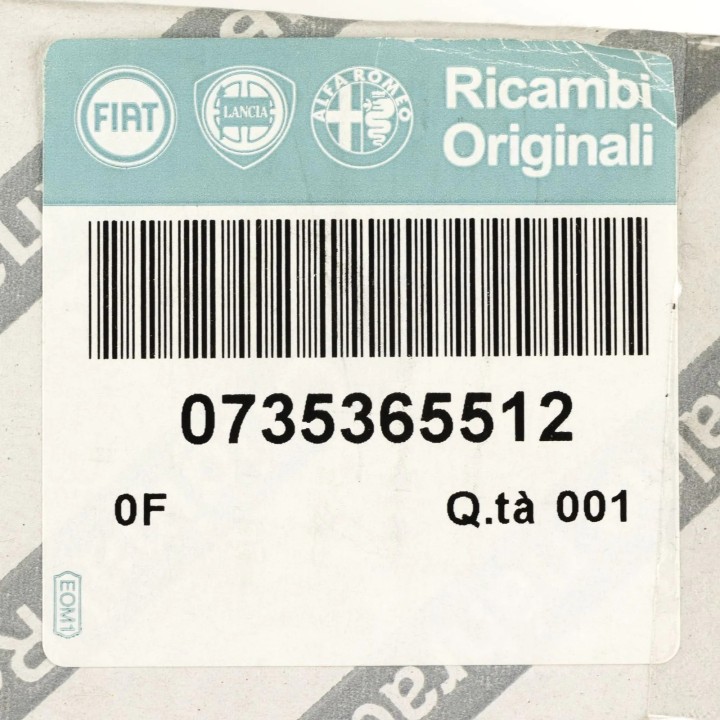 FIAT
LANCIA
ALFA ROMEO
Ricambi
Originali
0735365512
0F
Q.tà 001
EOM1